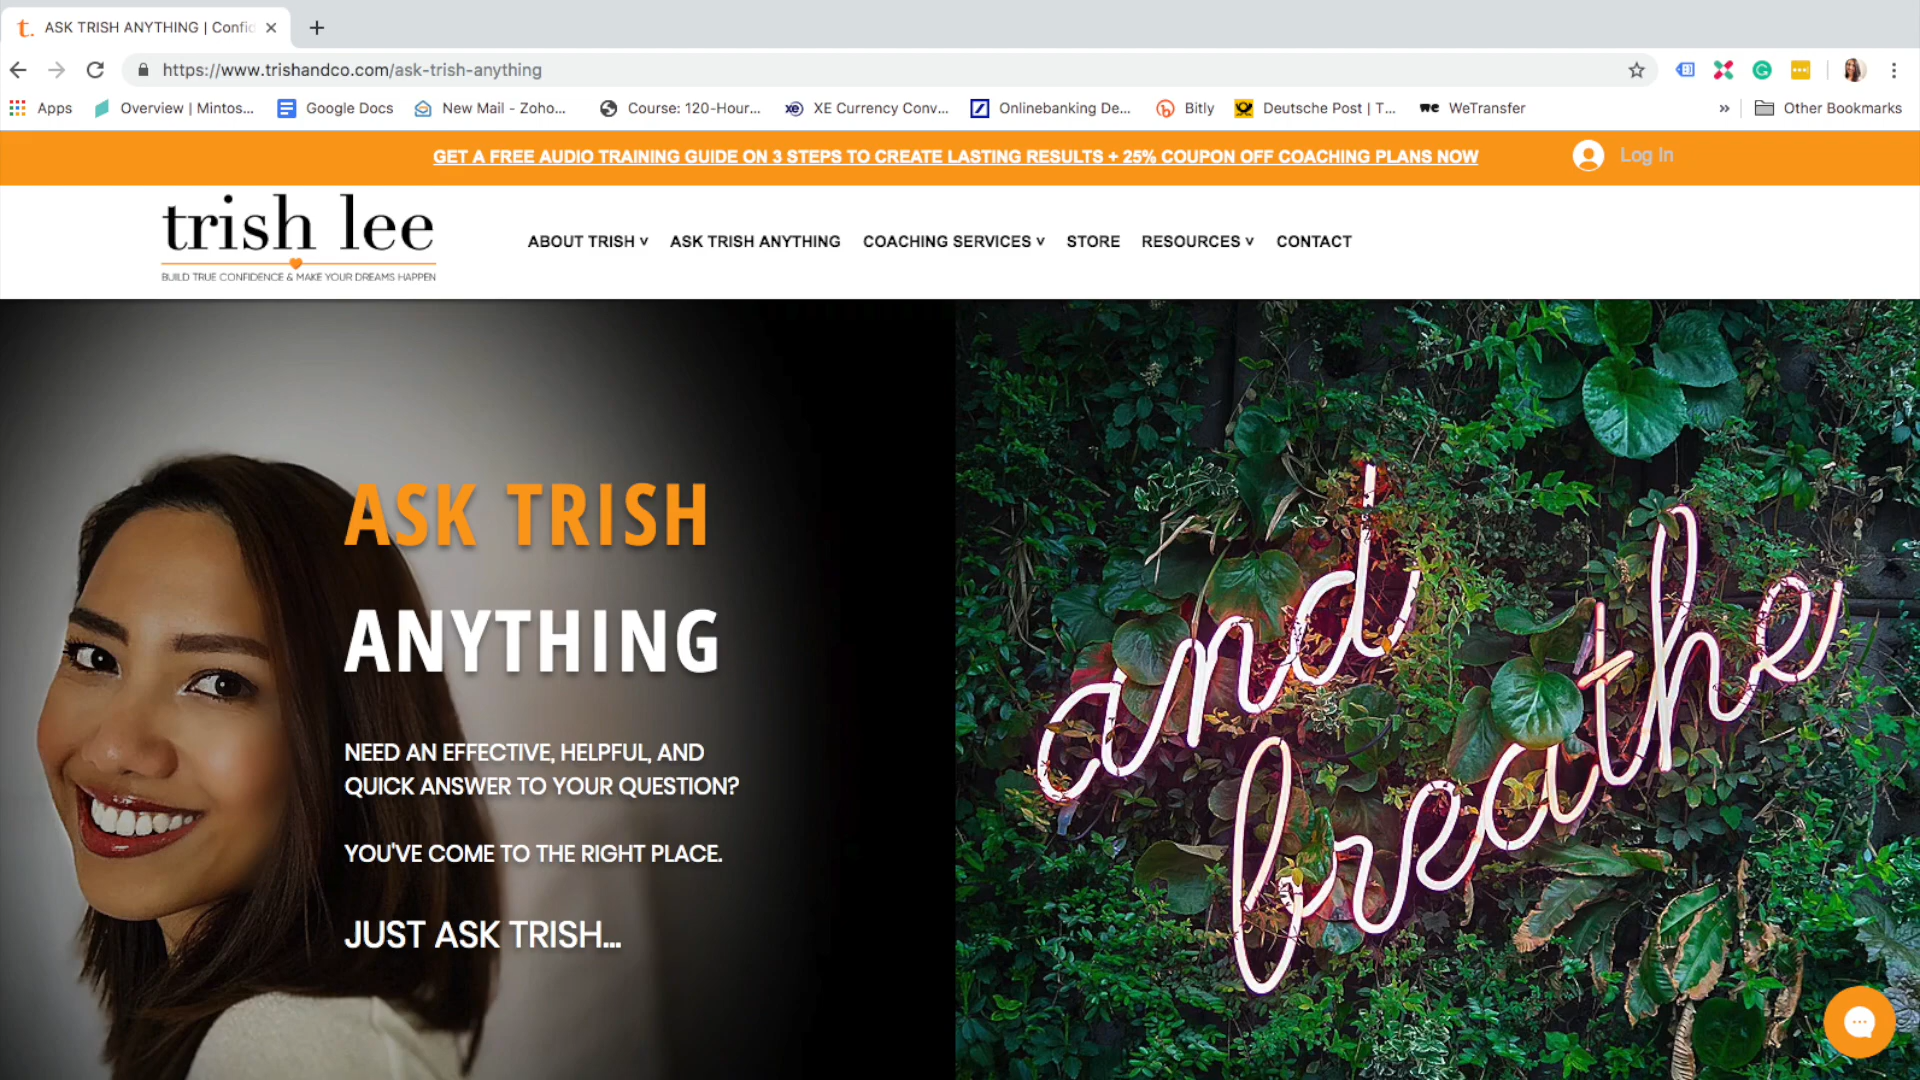 ASK TRISH ANYTHING | Confid
https://www.trishandco.com/ask-trish-anything
Apps
Overview | Mintos...
Google Docs
New Mail - Zoho...
Course: 120-Hour...
XE Currency Conv...
Onlinebanking De...
Bitly
Deutsche Post | T...
WeTransfer
»
Other Bookmarks
GET A FREE AUDIO TRAINING GUIDE ON 3 STEPS TO CREATE LASTING RESULTS + 25% COUPON OFF COACHING PLANS NOW
Log In
trish lee
BUILD TRUE CONFIDENCE & MAKE YOUR DREAMS HAPPEN
ABOUT TRISH v
ASK TRISH ANYTHING
COACHING SERVICES v
STORE
RESOURCES v
CONTACT
ASK TRISH
ANYTHING
NEED AN EFFECTIVE, HELPFUL, AND
QUICK ANSWER TO YOUR QUESTION?
YOU'VE COME TO THE RIGHT PLACE.
JUST ASK TRISH...
and
breathe